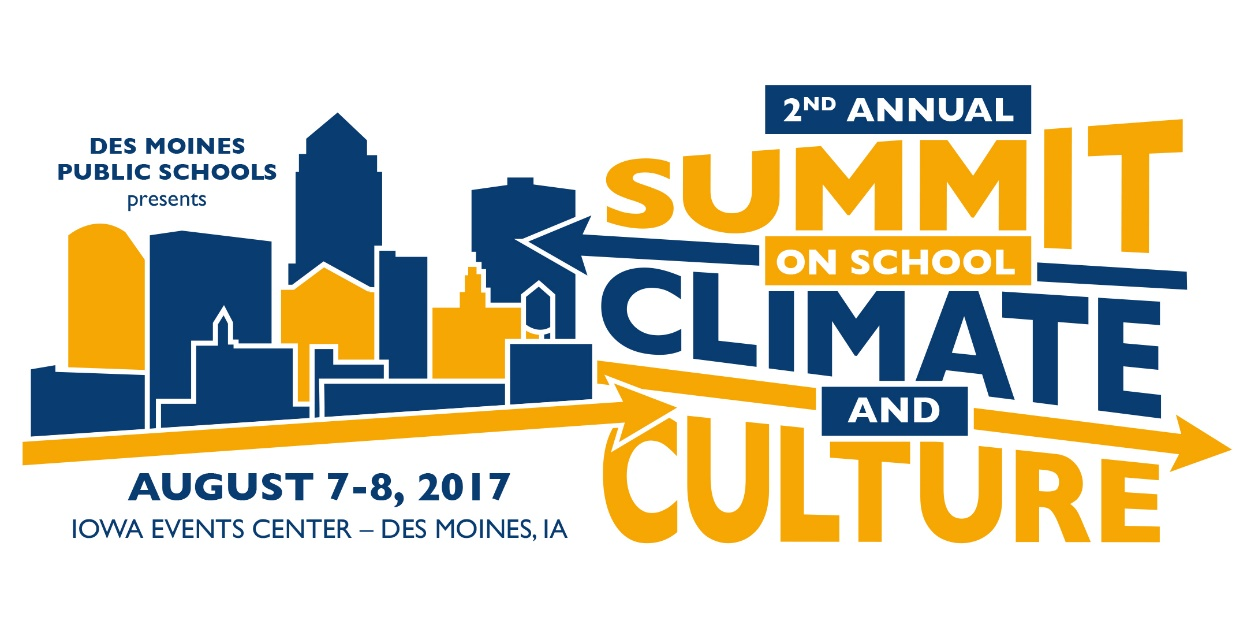 DES MOINES
PUBLIC SCHOOLS
presents
2ND ANNUAL
SUMMIT
ON SCHOOL
CLIMATE
AND
CULTURE
AUGUST 7-8, 2017
IOWA EVENTS CENTER – DES MOINES, IA